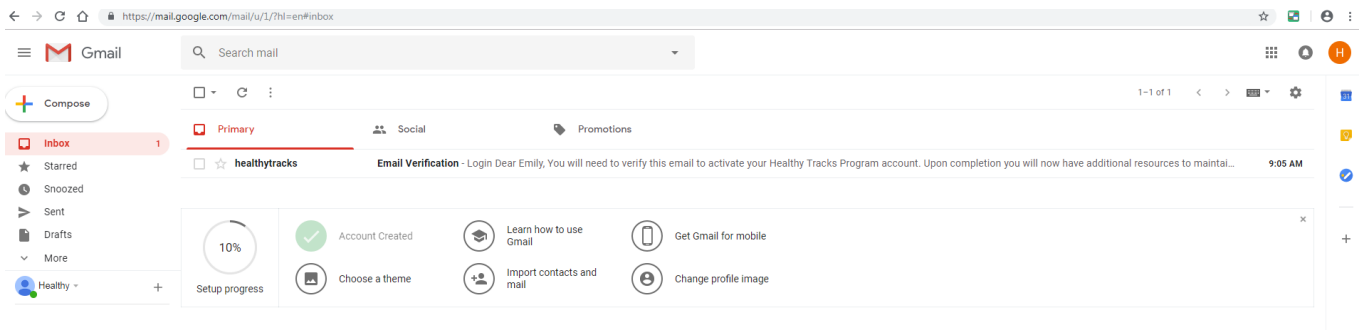 https://mail.google.com/mail/u/1/?hl=en#inbox
Gmail
Search mail
H
Compose
1–1 of 1
31
Primary
Social
Promotions
Inbox 1
healthytracks Email Verification - Login Dear Emily, You will need to verify this email to activate your Healthy Tracks Program account. Upon completion you will now have additional resources to maintai... 9:05 AM
Starred
Snoozed
Sent
Drafts
More
Healthy
10%
Setup progress
Account Created
Learn how to use
Gmail
Get Gmail for mobile
Choose a theme
Import contacts and
mail
Change profile image